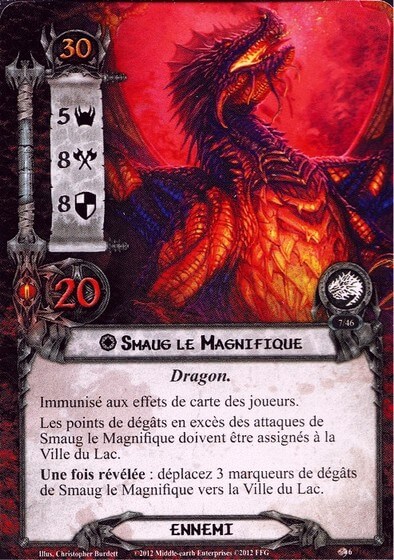 30
5
8
8
20
7/46
Smaug le Magnifique
Dragon.
Immunisé aux effets de carte des joueurs.
Les points de dégâts en excès des attaques de
Smaug le Magnifique doivent être assignés à la
Ville du Lac.
Une fois révélée : déplacez 3 marqueurs de dégâts
de Smaug le Magnifique vers la Ville du Lac.
ENNEMI
Illus. Christopher Burdett ©2012 Middle-earth Enterprises ©2012 FFG 6